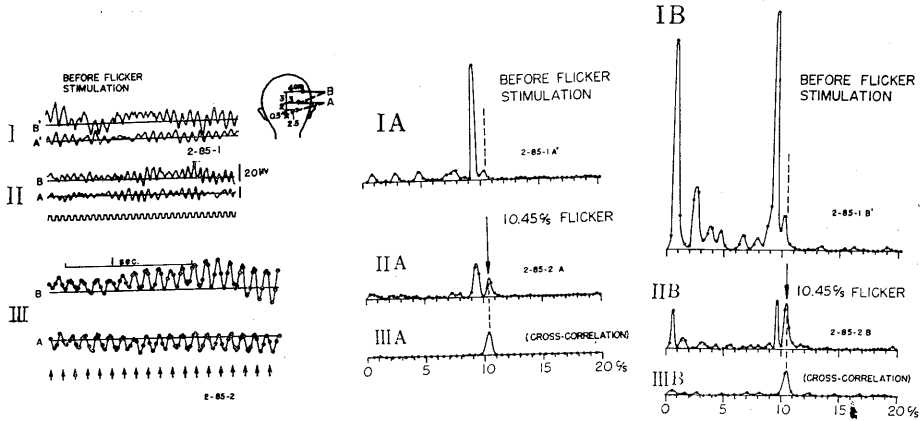 BEFORE FLICKER
STIMULATION
I
B'
A'
2-85-1
B
A
II
B
A
20μV
III
1 sec.
B
A
2-85-2
IA
BEFORE FLICKER
STIMULATION
2-85-1 A'
10.45 c/s FLICKER
IIA
2-85-2 A
IIIA
(CROSS-CORRELATION)
0 5 10 15 20 c/s
IB
BEFORE FLICKER
STIMULATION
2-85-1 B'
10.45 c/s FLICKER
IIB
2-85-2 B
IIIB
(CROSS-CORRELATION)
0 5 10 15 20 c/s